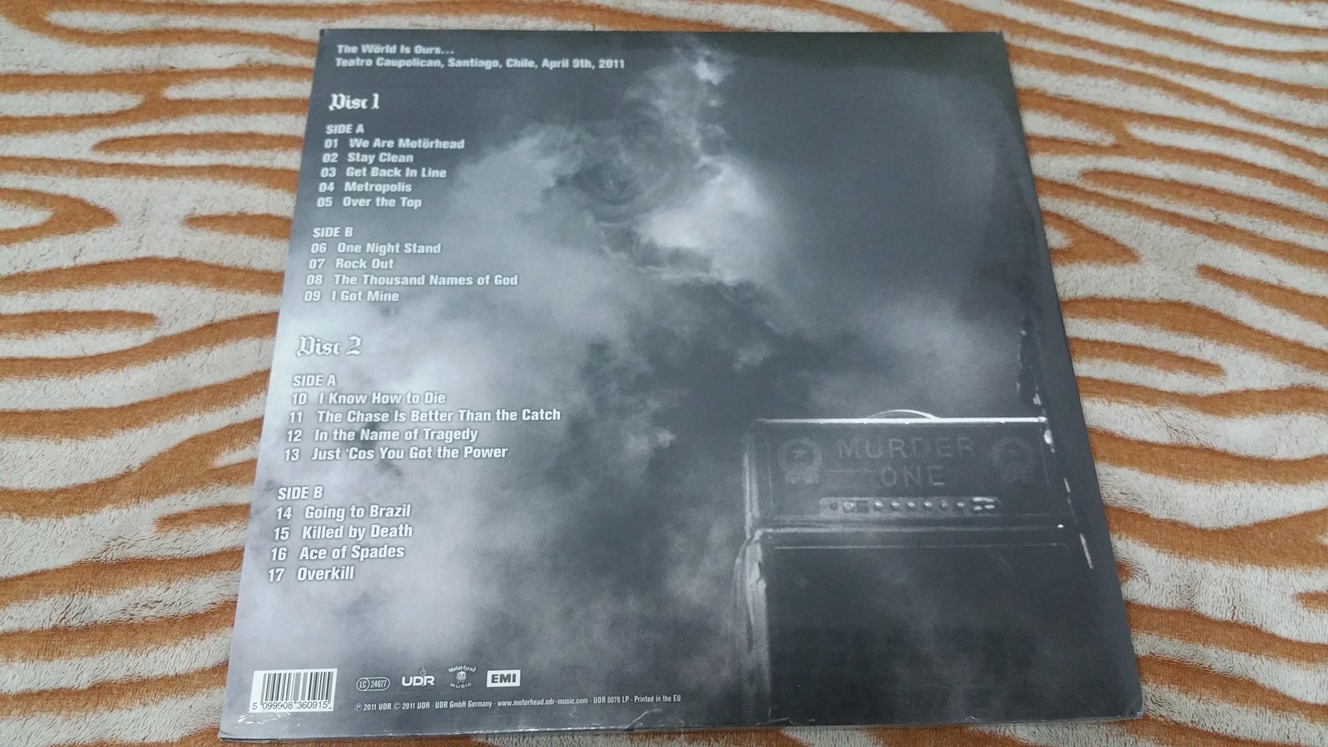 The Wörld Is Ours...
Teatro Caupolican, Santiago, Chile, April 9th, 2011
Disc 1
SIDE A
01 We Are Motörhead
02 Stay Clean
03 Get Back In Line
04 Metropolis
05 Over the Top
SIDE B
06 One Night Stand
07 Rock Out
08 The Thousand Names of God
09 I Got Mine
Disc 2
SIDE A
10 I Know How to Die
11 The Chase Is Better Than the Catch
12 In the Name of Tragedy
13 Just 'Cos You Got the Power
SIDE B
14 Going to Brazil
15 Killed by Death
16 Ace of Spades
17 Overkill
MURDER
ONE
5 099908 360915
LC 24677
UDR
motörhead
MUSIC
EMI
℗ 2011 UDR © 2011 UDR · UDR GmbH Germany · www.motorhead.udr-music.com · UDR 0078 LP · Printed in the EU